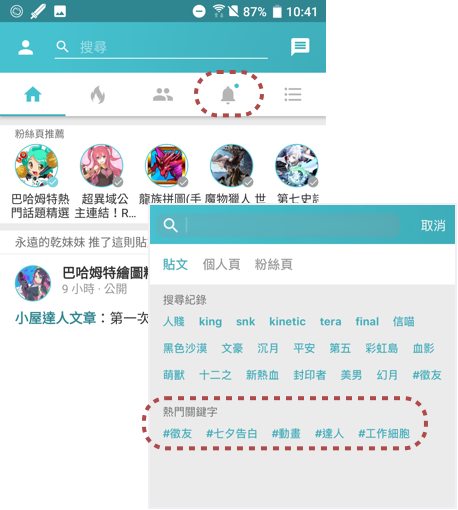 87% 10:41
搜尋
粉絲頁推薦
巴哈姆特熱
門話題精選
超異域公
主連結！R...
龍族拼圖(手
魔物獵人 世
第七史詩
永遠的乾妹妹 推了這則貼
巴哈姆特繪圖
9 小時 · 公開
小屋達人文章：第一次
取消
貼文 個人頁 粉絲頁
搜尋紀錄
人賤 king snk kinetic tera final 信喵
黑色沙漠 文豪 沉月 平安 第五 彩虹島 血影
萌獸 十二之 新熱血 封印者 美男 幻月 #徵友
熱門關鍵字
#徵友 #七夕告白 #動畫 #達人 #工作細胞